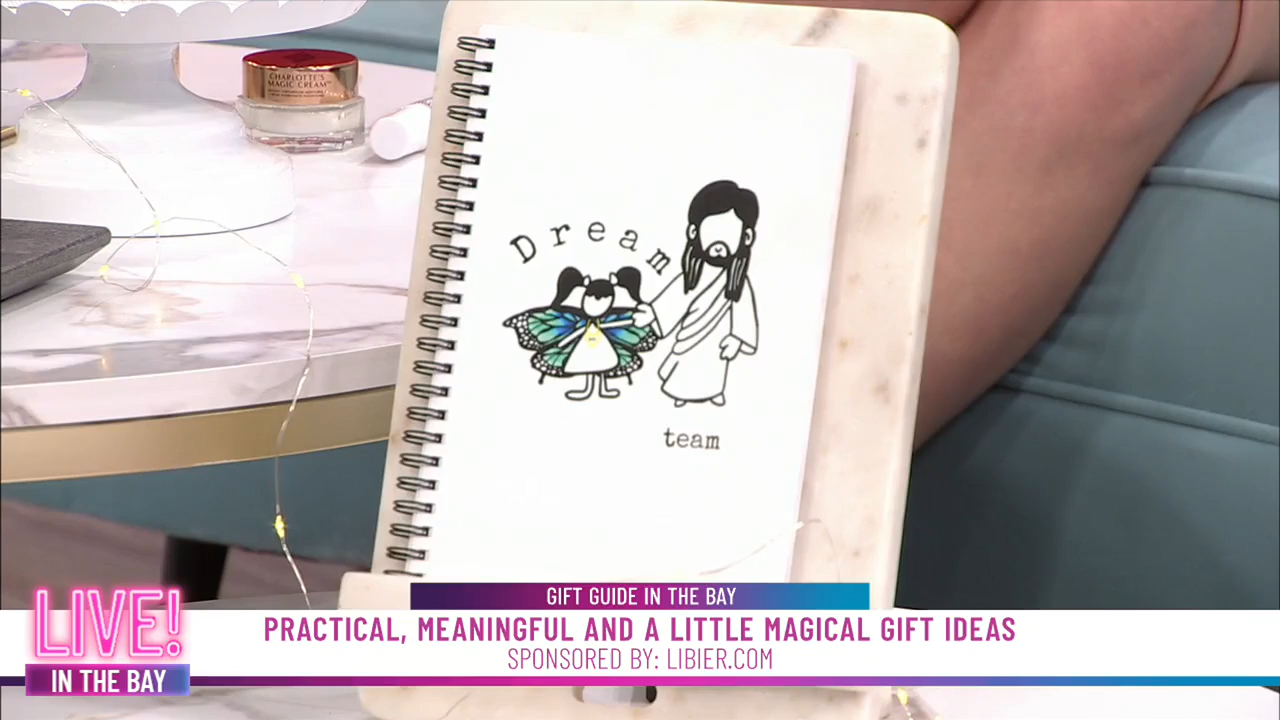 CHARLOTTE'S
MAGIC CREAM
Dream
team
GIFT GUIDE IN THE BAY
PRACTICAL, MEANINGFUL AND A LITTLE MAGICAL GIFT IDEAS
SPONSORED BY: LIBIER.COM
LIVE!
IN THE BAY